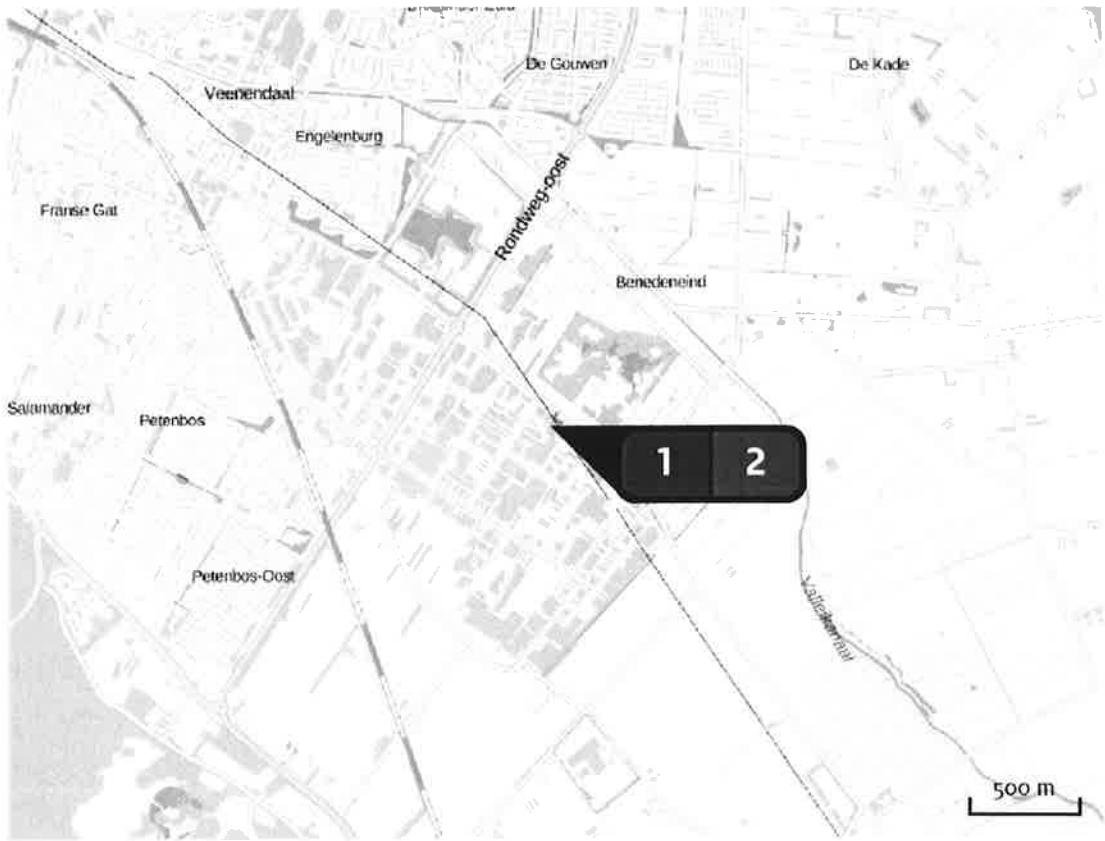 De Gouwen
De Kade
Veenendaal
Engelenburg
Rondweg-oost
Franse Gat
Benedeneind
Salamander
Petenbos
1 2
Petenbos-Oost
Valleikanaal
500 m